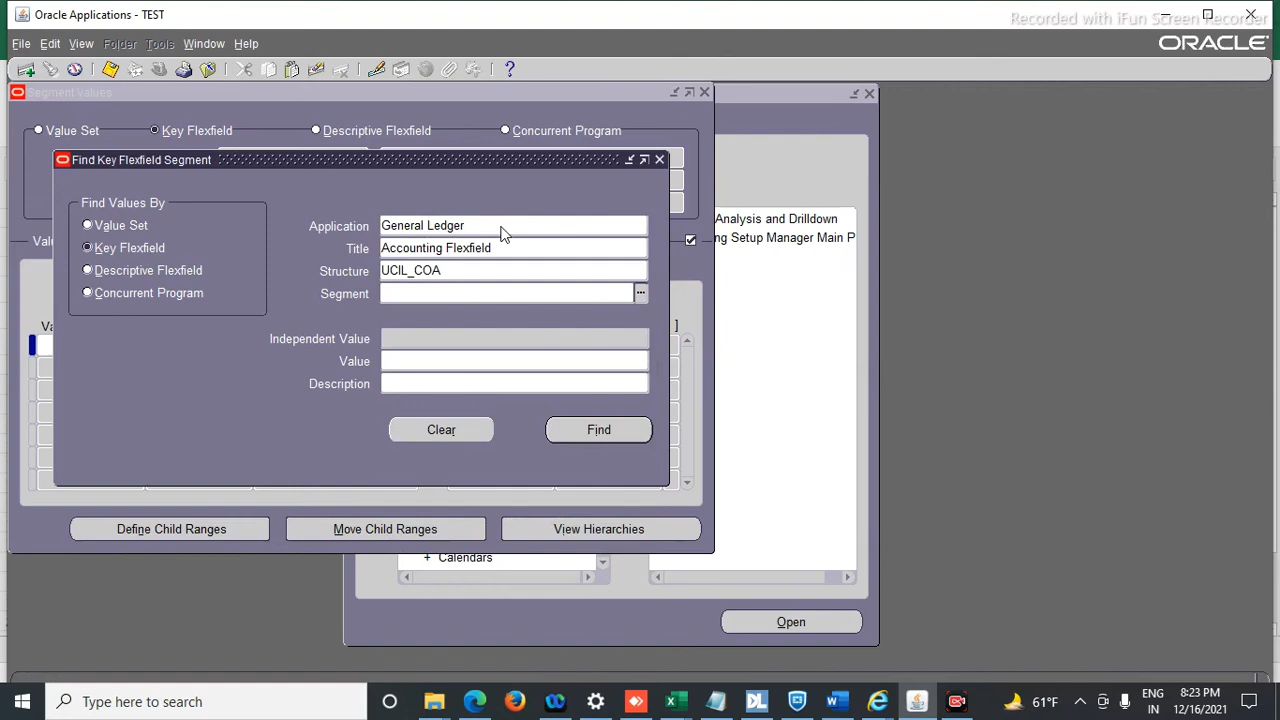 Oracle Applications - TEST
Recorded with iFun Screen Recorder
File Edit View Folder Tools Window Help
ORACLE
Segment Values
Value Set Key Flexfield Descriptive Flexfield Concurrent Program
Find Key Flexfield Segment
Find Values By
Value Set
Key Flexfield
Descriptive Flexfield
Concurrent Program
Application General Ledger
Title Accounting Flexfield
Structure UCIL_COA
Segment
Independent Value
Value
Description
Clear Find
Analysis and Drilldown
ng Setup Manager Main P
]
Define Child Ranges Move Child Ranges View Hierarchies
+ Calendars
Open
Type here to search
61°F
ENG
IN
8:23 PM
12/16/2021